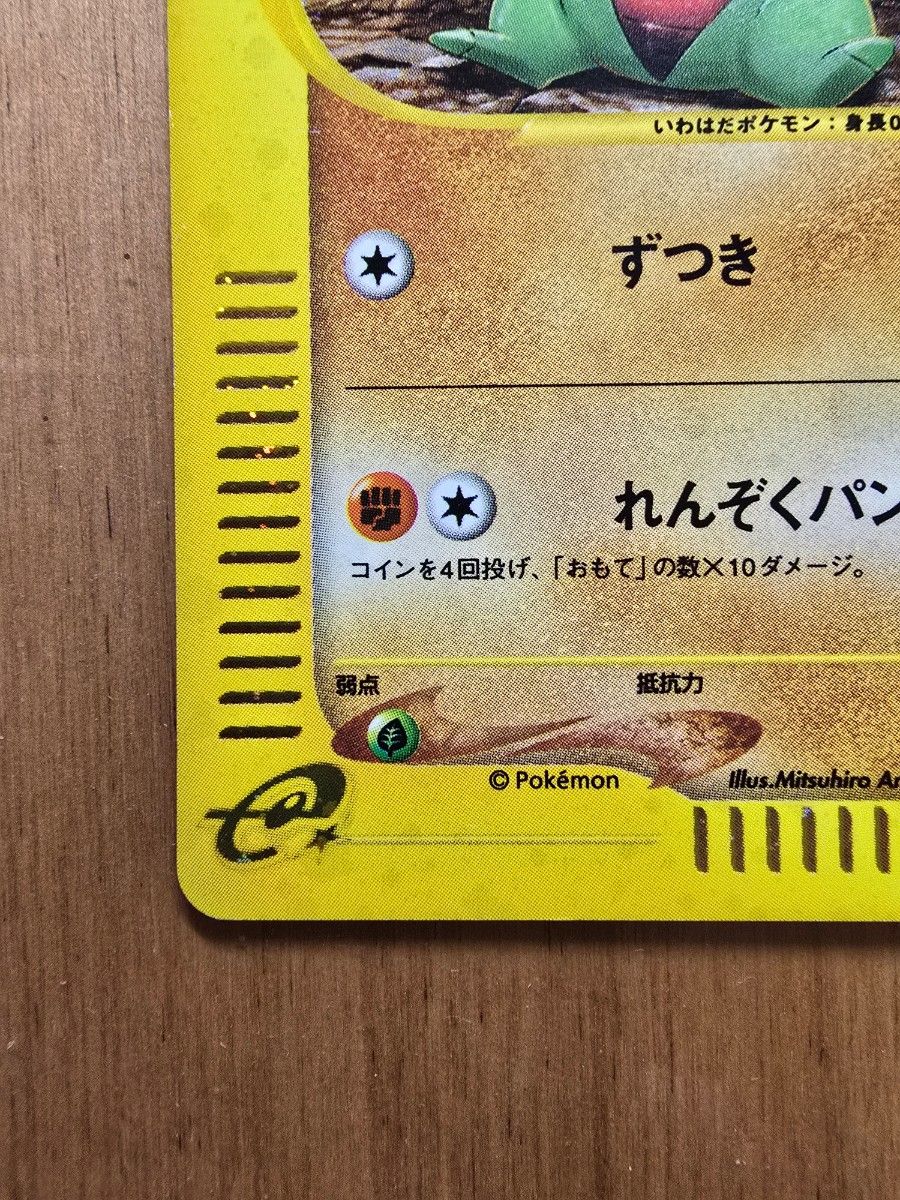 いわはだポケモン：身長0
ずつき
れんぞくパン
コインを4回投げ、「おもて」の数×10ダメージ。
弱点 抵抗力
© Pokémon Illus.Mitsuhiro Ar
e